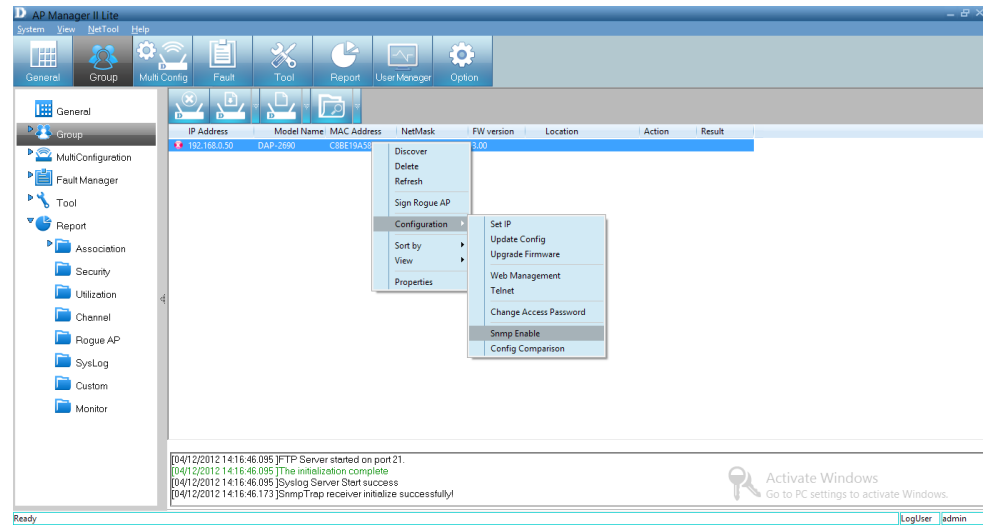 AP Manager II Lite
System View NetTool Help
General Group Multi Config Fault Tool Report User Manager Option
General
Group
MultiConfiguration
Fault Manager
Tool
Report
Association
Security
Utilization
Channel
Rogue AP
SysLog
Custom
Monitor
IP Address Model Name MAC Address NetMask FW version Location Action Result
192.168.0.50 DAP-2690 C8BE19A58 3.00
Discover
Delete
Refresh
Sign Rogue AP
Configuration
Sort by
View
Properties
Set IP
Update Config
Upgrade Firmware
Web Management
Telnet
Change Access Password
Snmp Enable
Config Comparison
[04/12/2012 14:16:46.095 ]FTP Server started on port 21.
[04/12/2012 14:16:46.095 ]The initialization complete
[04/12/2012 14:16:46.095 ]Syslog Server Start success
[04/12/2012 14:16:46.173 ]SnmpTrap receiver initialize successfully!
Activate Windows
Go to PC settings to activate Windows.
Ready LogUser admin